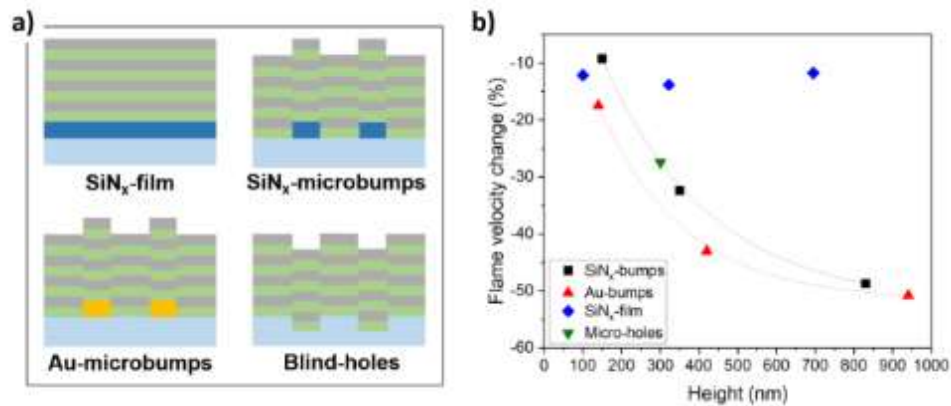 a)
SiNₓ-film
SiNₓ-microbumps
Au-microbumps
Blind-holes
b)
Flame velocity change (%)
-10
-20
-30
-40
-50
-60
SiNₓ-bumps
Au-bumps
SiNₓ-film
Micro-holes
0 100 200 300 400 500 600 700 800 900 1000
Height (nm)